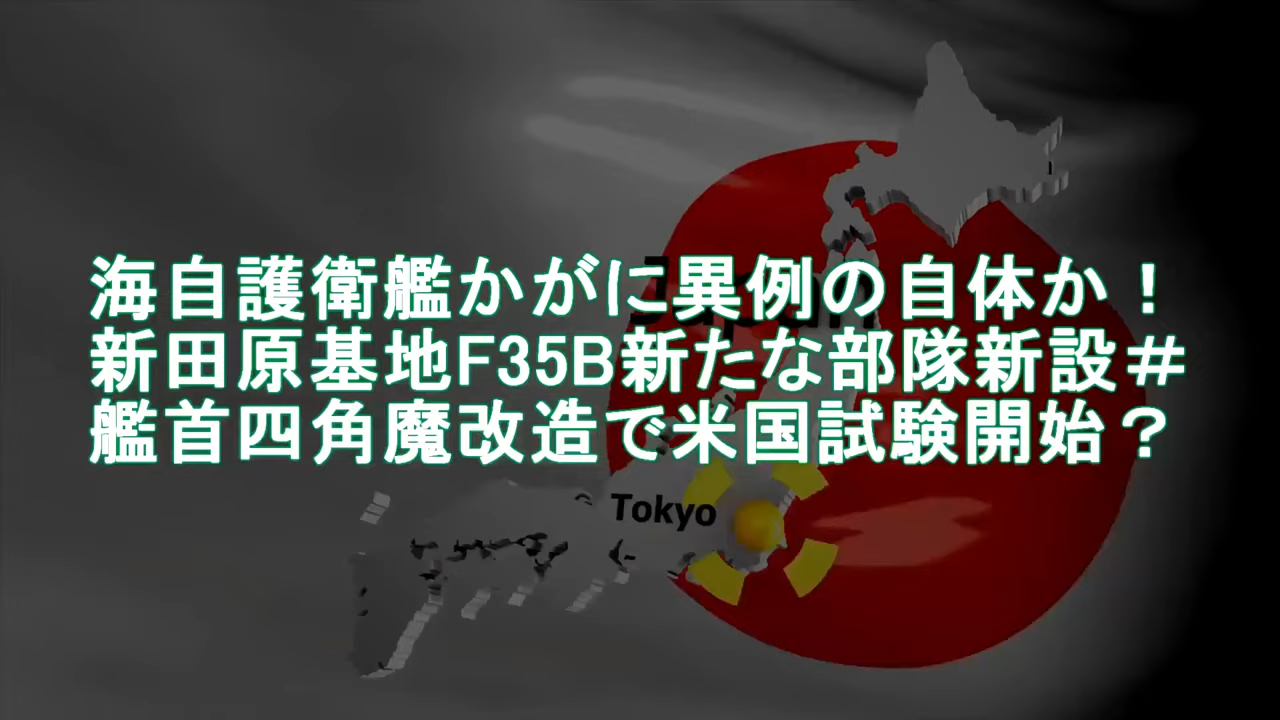 海自護衛艦かがに異例の自体か！
新田原基地F35B新たな部隊新設＃
艦首四角魔改造で米国試験開始？
Japan
Tokyo